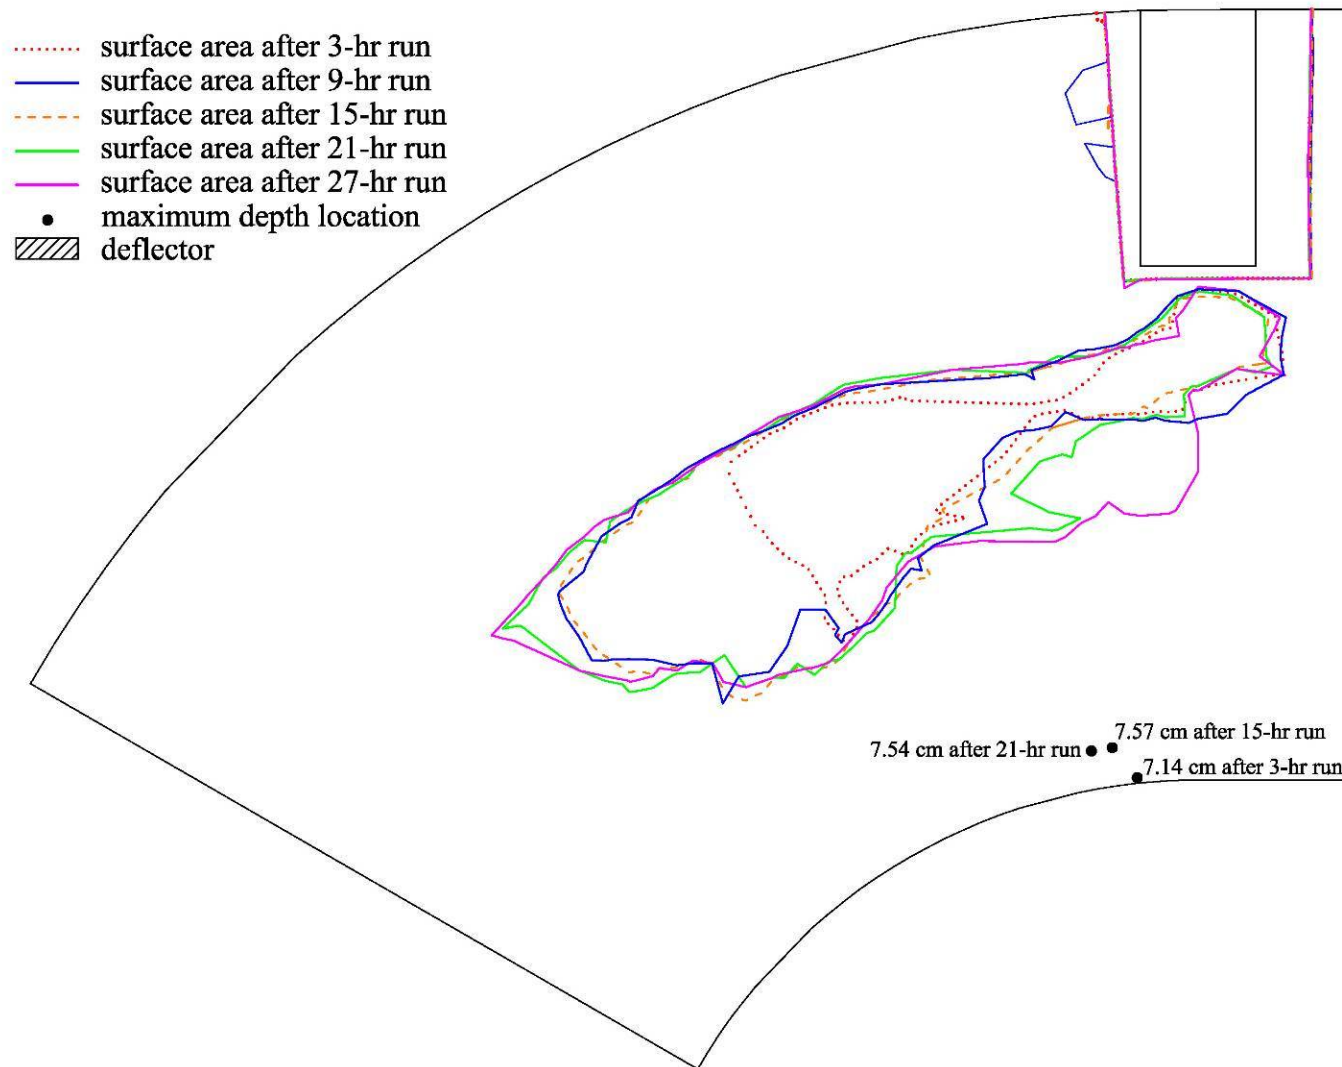 surface area after 3-hr run
surface area after 9-hr run
surface area after 15-hr run
surface area after 21-hr run
surface area after 27-hr run
maximum depth location
deflector
7.57 cm after 15-hr run
7.54 cm after 21-hr run
7.14 cm after 3-hr run